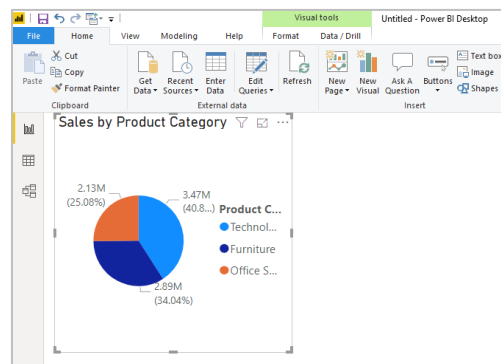 Visual tools
Untitled - Power BI Desktop
File Home View Modeling Help Format Data / Drill
Paste
Cut
Copy
Format Painter
Clipboard
Get Data
Recent Sources
Enter Data
Edit Queries
External data
Refresh
New Page
New Visual
Ask A Question
Buttons
Text box
Image
Shapes
Insert
Sales by Product Category
2.13M
(25.08%)
3.47M
(40.8...)
2.89M
(34.04%)
Product C...
Technol...
Furniture
Office S...